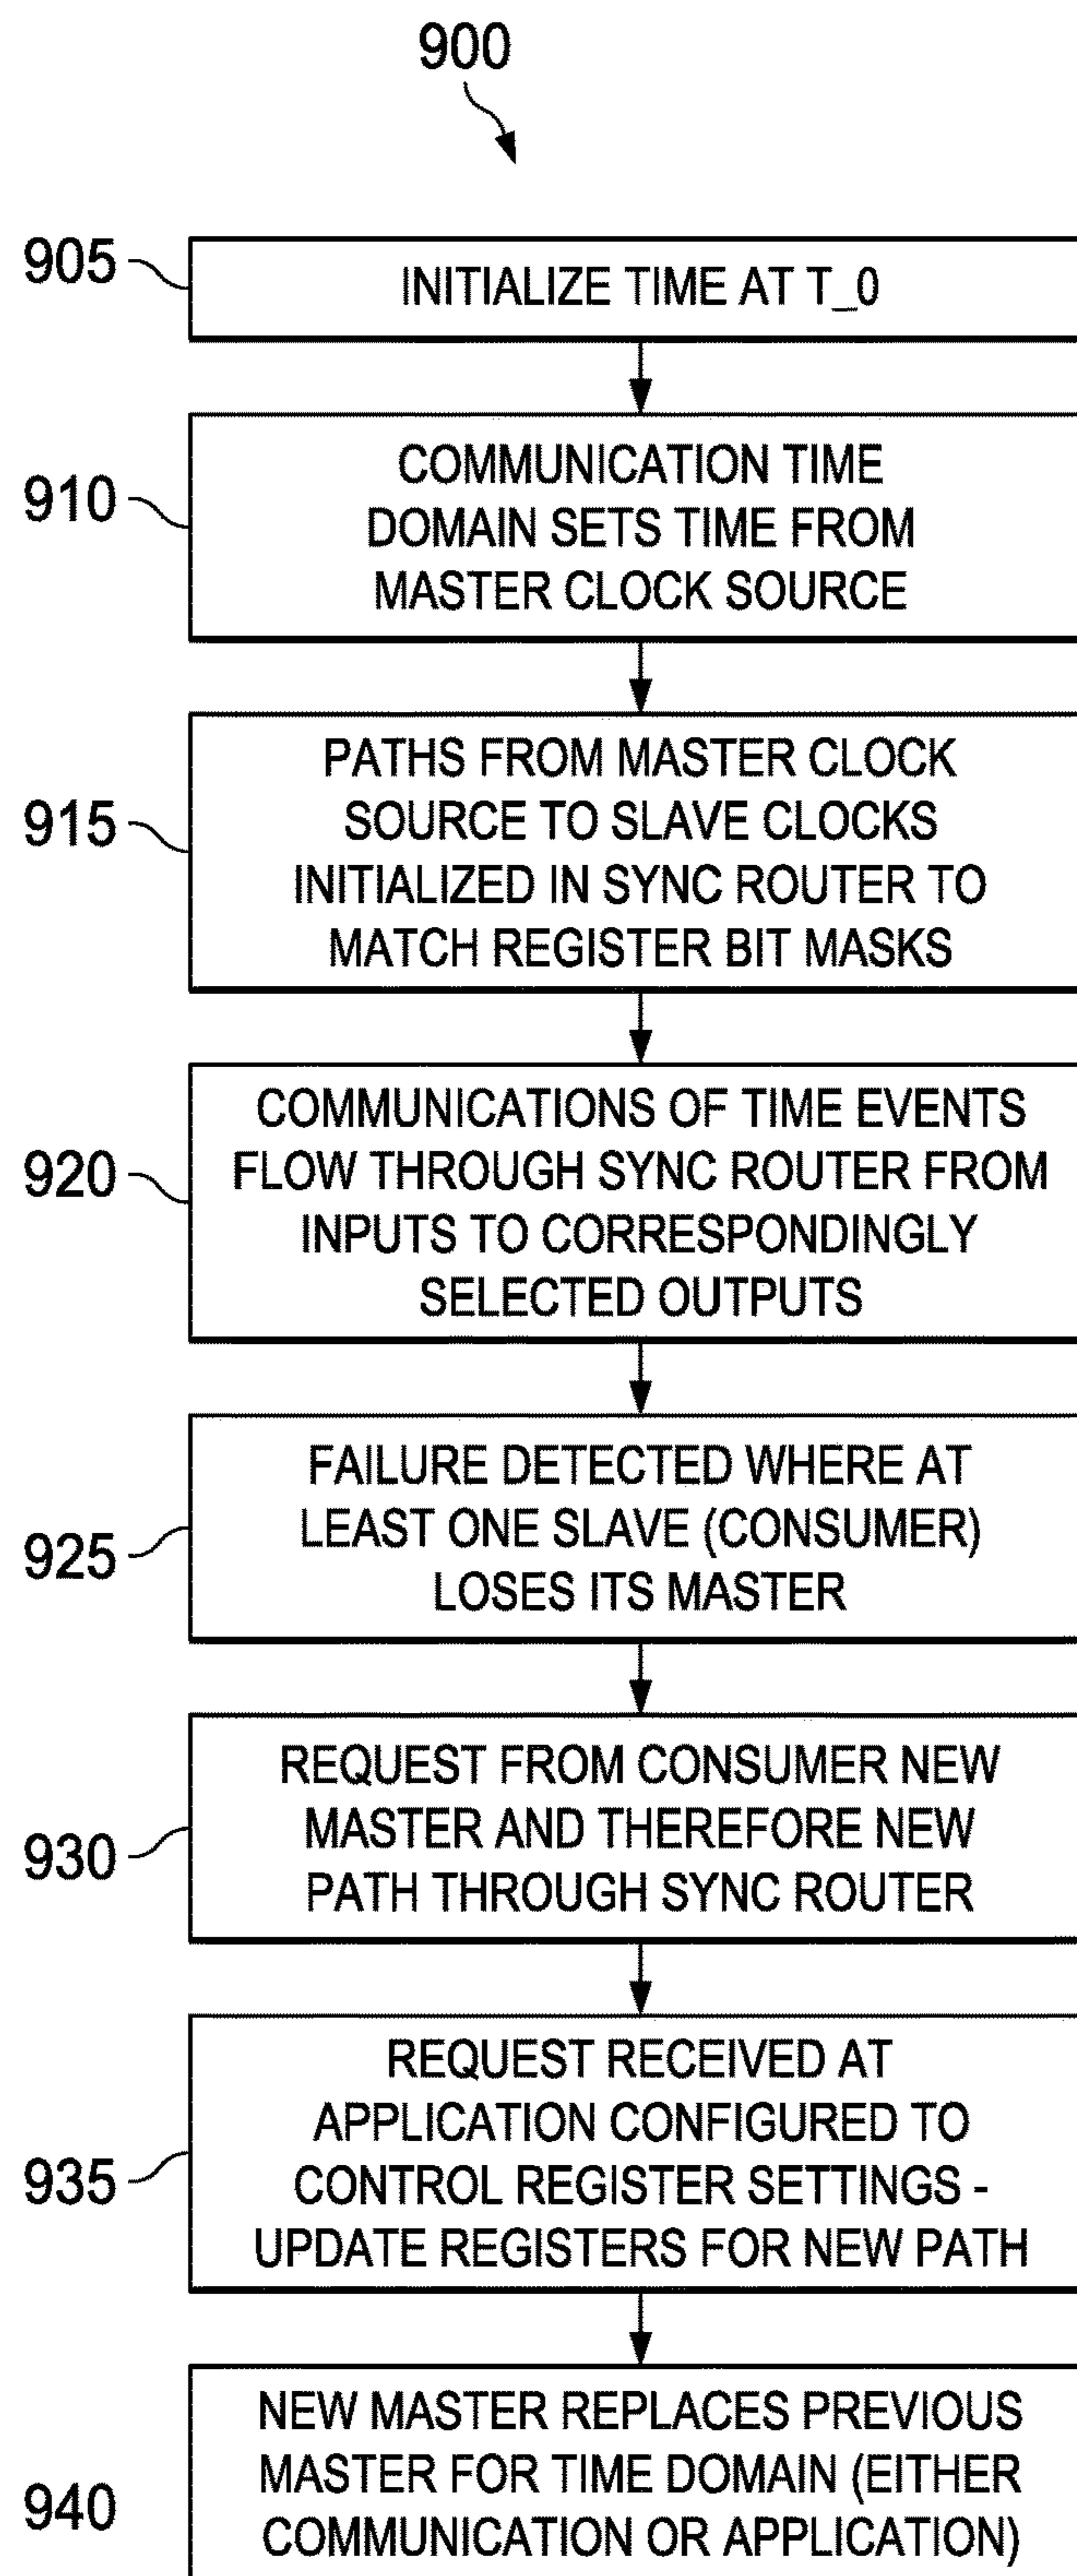 900
905
INITIALIZE TIME AT T_0
910
COMMUNICATION TIME
DOMAIN SETS TIME FROM
MASTER CLOCK SOURCE
915
PATHS FROM MASTER CLOCK
SOURCE TO SLAVE CLOCKS
INITIALIZED IN SYNC ROUTER TO
MATCH REGISTER BIT MASKS
920
COMMUNICATIONS OF TIME EVENTS
FLOW THROUGH SYNC ROUTER FROM
INPUTS TO CORRESPONDINGLY
SELECTED OUTPUTS
925
FAILURE DETECTED WHERE AT
LEAST ONE SLAVE (CONSUMER)
LOSES ITS MASTER
930
REQUEST FROM CONSUMER NEW
MASTER AND THEREFORE NEW
PATH THROUGH SYNC ROUTER
935
REQUEST RECEIVED AT
APPLICATION CONFIGURED TO
CONTROL REGISTER SETTINGS -
UPDATE REGISTERS FOR NEW PATH
940
NEW MASTER REPLACES PREVIOUS
MASTER FOR TIME DOMAIN (EITHER
COMMUNICATION OR APPLICATION)